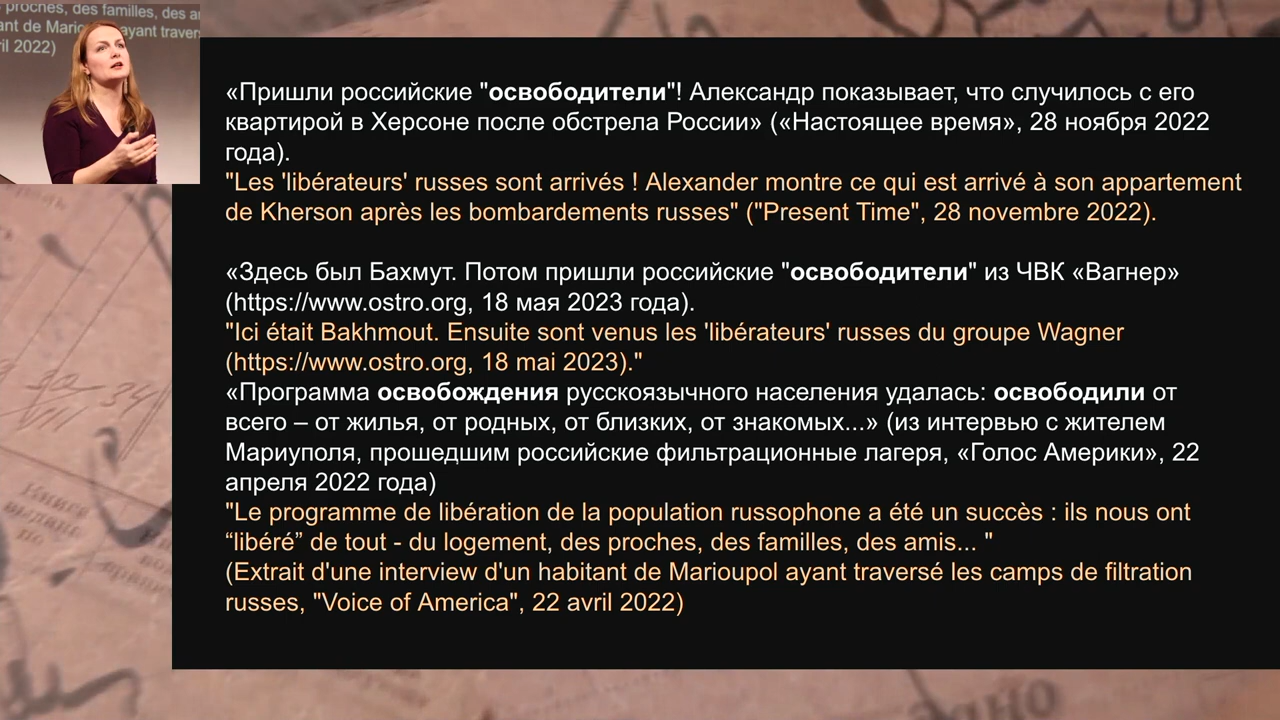 proches, des familles, des a
ant de Mario ayant travers
ril 2022)
«Пришли российские "освободители"! Александр показывает, что случилось с его
квартирой в Херсоне после обстрела России» («Настоящее время», 28 ноября 2022
года).
"Les 'libérateurs' russes sont arrivés ! Alexander montre ce qui est arrivé à son appartement
de Kherson après les bombardements russes" ("Present Time", 28 novembre 2022).
«Здесь был Бахмут. Потом пришли российские "освободители" из ЧВК «Вагнер»
(https://www.ostro.org, 18 мая 2023 года).
"Ici était Bakhmout. Ensuite sont venus les 'libérateurs' russes du groupe Wagner
(https://www.ostro.org, 18 mai 2023)."
«Программа освобождения русскоязычного населения удалась: освободили от
всего – от жилья, от родных, от близких, от знакомых...» (из интервью с жителем
Мариуполя, прошедшим российские фильтрационные лагеря, «Голос Америки», 22
апреля 2022 года)
"Le programme de libération de la population russophone a été un succès : ils nous ont
“libéré” de tout - du logement, des proches, des familles, des amis... "
(Extrait d'une interview d'un habitant de Marioupol ayant traversé les camps de filtration
russes, "Voice of America", 22 avril 2022)